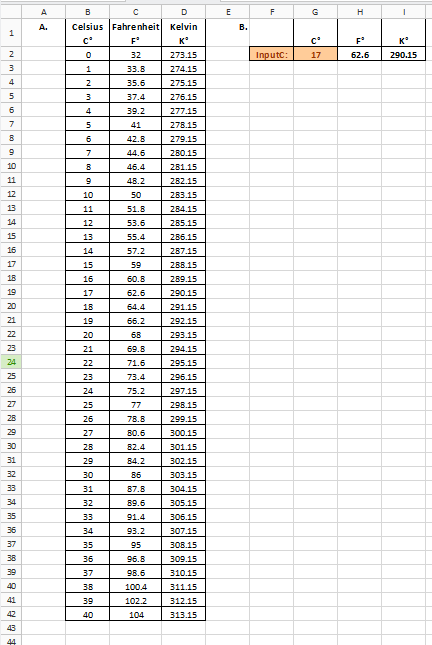 A B C D E F G H I
1 A. Celsius Fahrenheit Kelvin B.
C° F° K° C° F° K°
2 0 32 273.15 InputC: 17 62.6 290.15
3 1 33.8 274.15
4 2 35.6 275.15
5 3 37.4 276.15
6 4 39.2 277.15
7 5 41 278.15
8 6 42.8 279.15
9 7 44.6 280.15
10 8 46.4 281.15
11 9 48.2 282.15
12 10 50 283.15
13 11 51.8 284.15
14 12 53.6 285.15
15 13 55.4 286.15
16 14 57.2 287.15
17 15 59 288.15
18 16 60.8 289.15
19 17 62.6 290.15
20 18 64.4 291.15
21 19 66.2 292.15
22 20 68 293.15
23 21 69.8 294.15
24 22 71.6 295.15
25 23 73.4 296.15
26 24 75.2 297.15
27 25 77 298.15
28 26 78.8 299.15
29 27 80.6 300.15
30 28 82.4 301.15
31 29 84.2 302.15
32 30 86 303.15
33 31 87.8 304.15
34 32 89.6 305.15
35 33 91.4 306.15
36 34 93.2 307.15
37 35 95 308.15
38 36 96.8 309.15
39 37 98.6 310.15
40 38 100.4 311.15
41 39 102.2 312.15
42 40 104 313.15
43
44